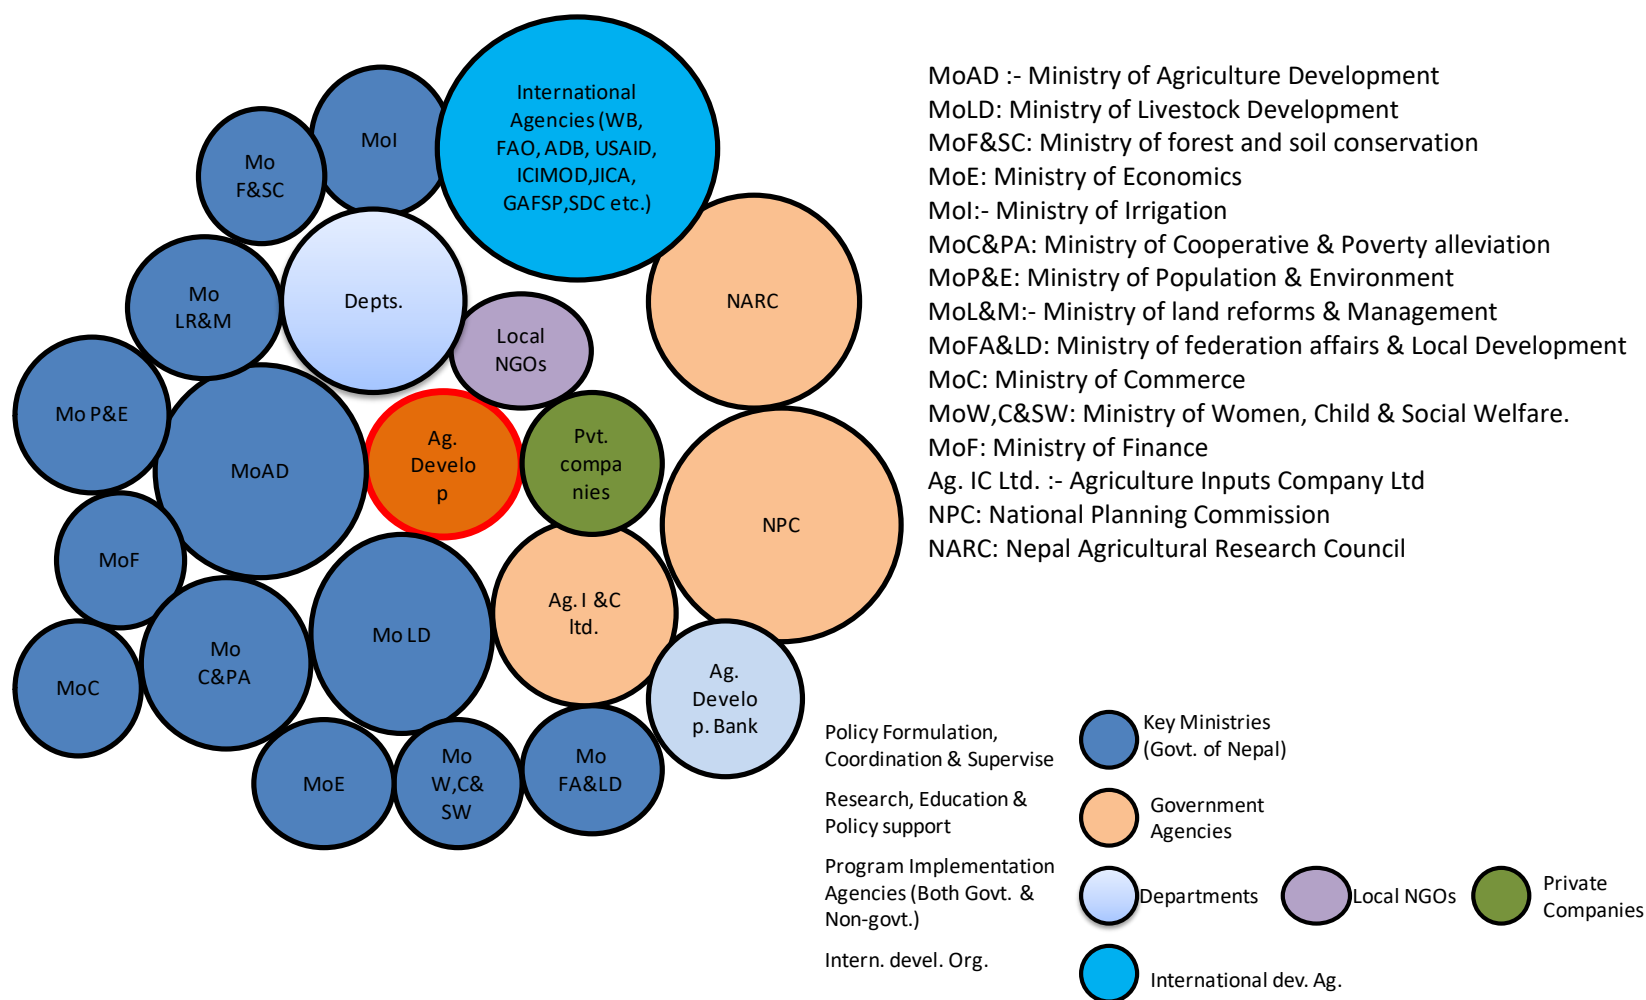 International
Agencies (WB,
FAO, ADB, USAID,
ICIMOD,JICA,
GAFSP,SDC etc.)
MoI
Mo
F&SC
Depts.
Mo
LR&M
Local
NGOs
NARC
Mo P&E
MoAD
Ag.
Develo
p
Pvt.
compa
nies
NPC
MoF
Ag. I &C
ltd.
Mo LD
Mo
C&PA
MoC
Ag.
Develo
p. Bank
MoE
Mo
W,C&
SW
Mo
FA&LD
MoAD :- Ministry of Agriculture Development
MoLD: Ministry of Livestock Development
MoF&SC: Ministry of forest and soil conservation
MoE: Ministry of Economics
MoI:- Ministry of Irrigation
MoC&PA: Ministry of Cooperative & Poverty alleviation
MoP&E: Ministry of Population & Environment
MoL&M:- Ministry of land reforms & Management
MoFA&LD: Ministry of federation affairs & Local Development
MoC: Ministry of Commerce
MoW,C&SW: Ministry of Women, Child & Social Welfare.
MoF: Ministry of Finance
Ag. IC Ltd. :- Agriculture Inputs Company Ltd
NPC: National Planning Commission
NARC: Nepal Agricultural Research Council
Policy Formulation,
Coordination & Supervise
Key Ministries
(Govt. of Nepal)
Research, Education &
Policy support
Government
Agencies
Program Implementation
Agencies (Both Govt. &
Non-govt.)
Departments
Local NGOs
Private
Companies
Intern. devel. Org.
International dev. Ag.